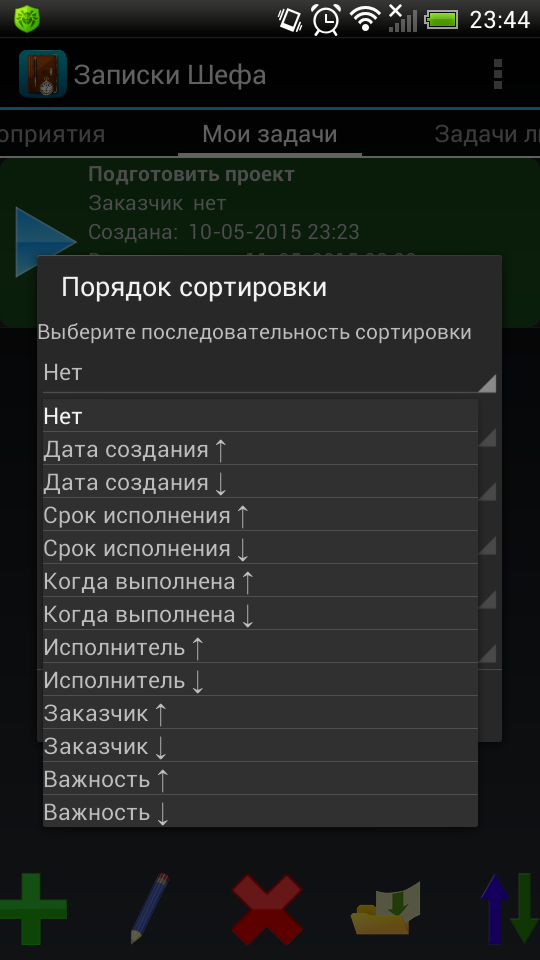 23:44
Записки Шефа
оприятия Мои задачи Задачи л
Подготовить проект
Заказчик нет
Создана: 10-05-2015 23:23
Порядок сортировки
Выберите последовательность сортировки
Нет
Нет
Дата создания ↑
Дата создания ↓
Срок исполнения ↑
Срок исполнения ↓
Когда выполнена ↑
Когда выполнена ↓
Исполнитель ↑
Исполнитель ↓
Заказчик ↑
Заказчик ↓
Важность ↑
Важность ↓